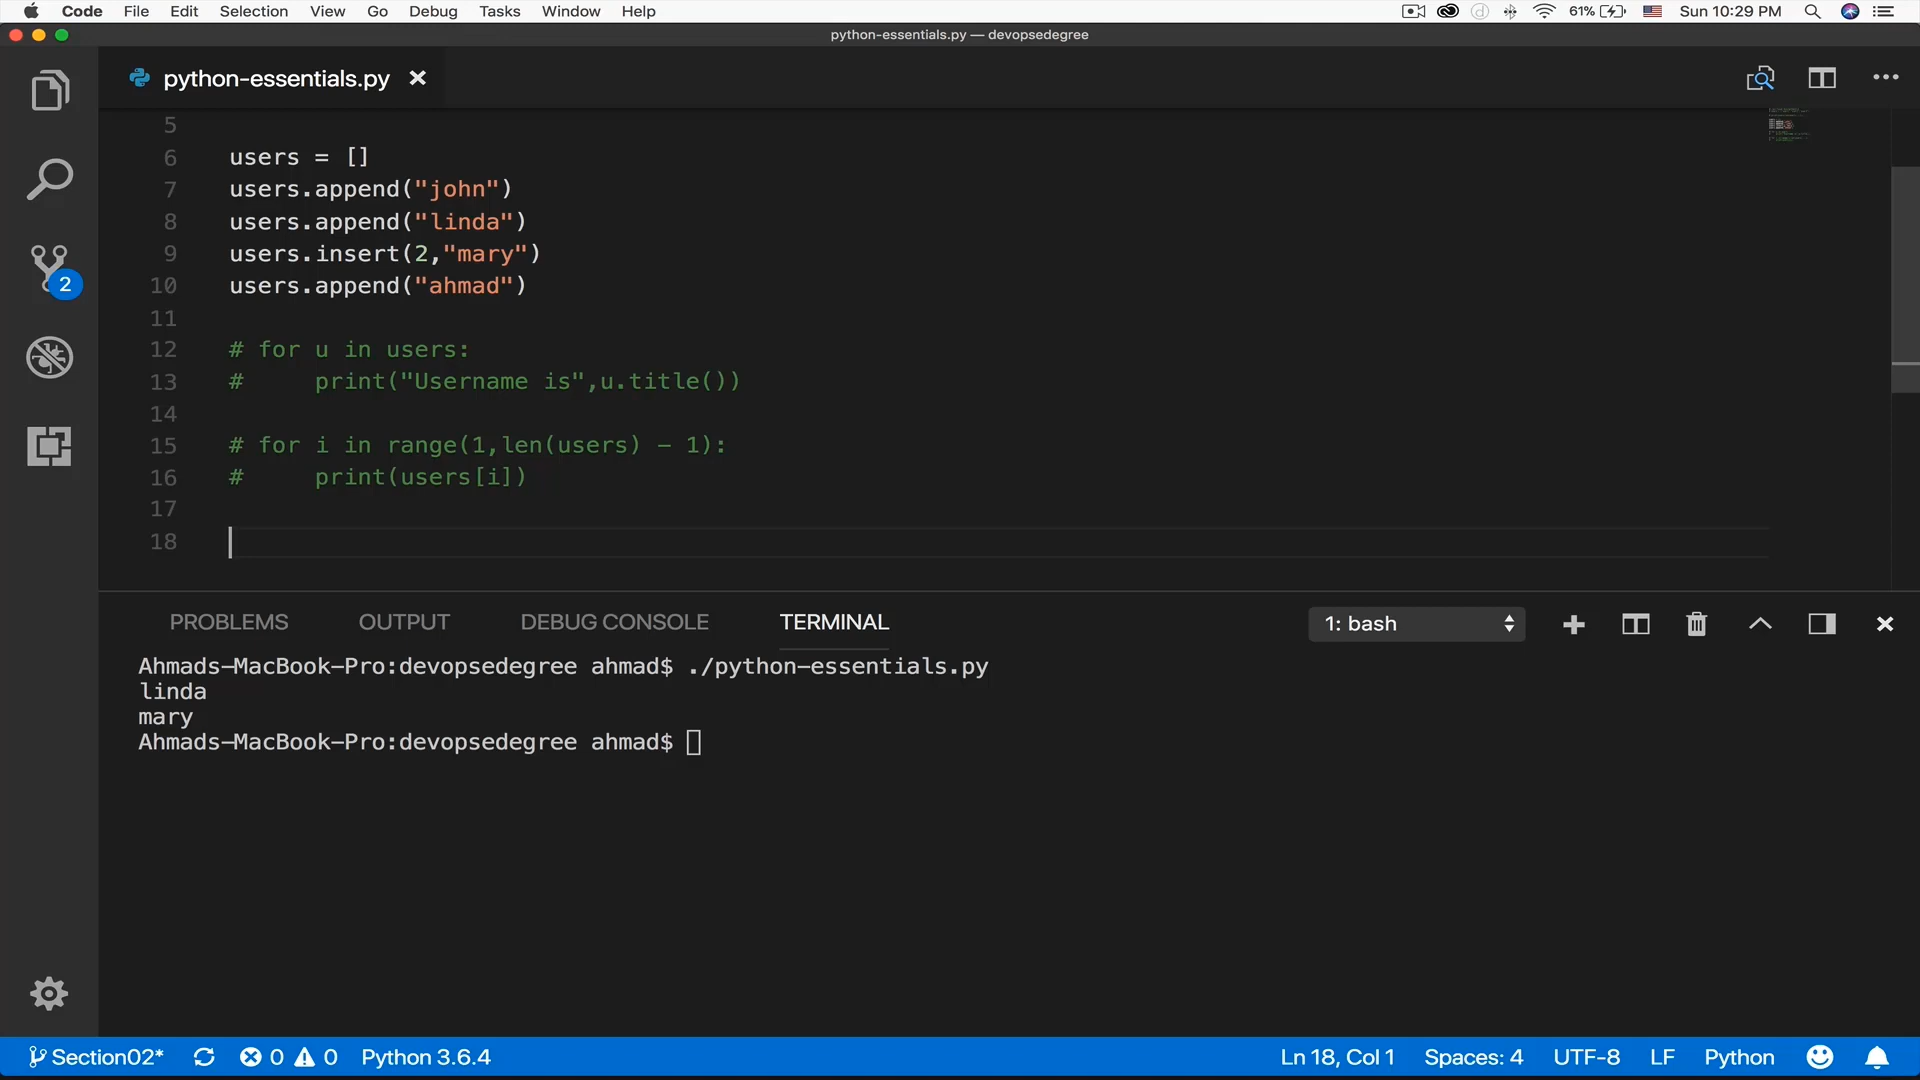 Code File Edit Selection View Go Debug Tasks Window Help 61% Sun 10:29 PM
python-essentials.py — devopsedegree
python-essentials.py
5
6 users = []
7 users.append("john")
8 users.append("linda")
9 users.insert(2,"mary")
10 users.append("ahmad")
11
12 # for u in users:
13 #     print("Username is",u.title())
14
15 # for i in range(1,len(users) - 1):
16 #     print(users[i])
17
18
2
PROBLEMS OUTPUT DEBUG CONSOLE TERMINAL 1: bash
Ahmads-MacBook-Pro:devopsedegree ahmad$ ./python-essentials.py
linda
mary
Ahmads-MacBook-Pro:devopsedegree ahmad$
Section02* 0 0 Python 3.6.4 Ln 18, Col 1 Spaces: 4 UTF-8 LF Python